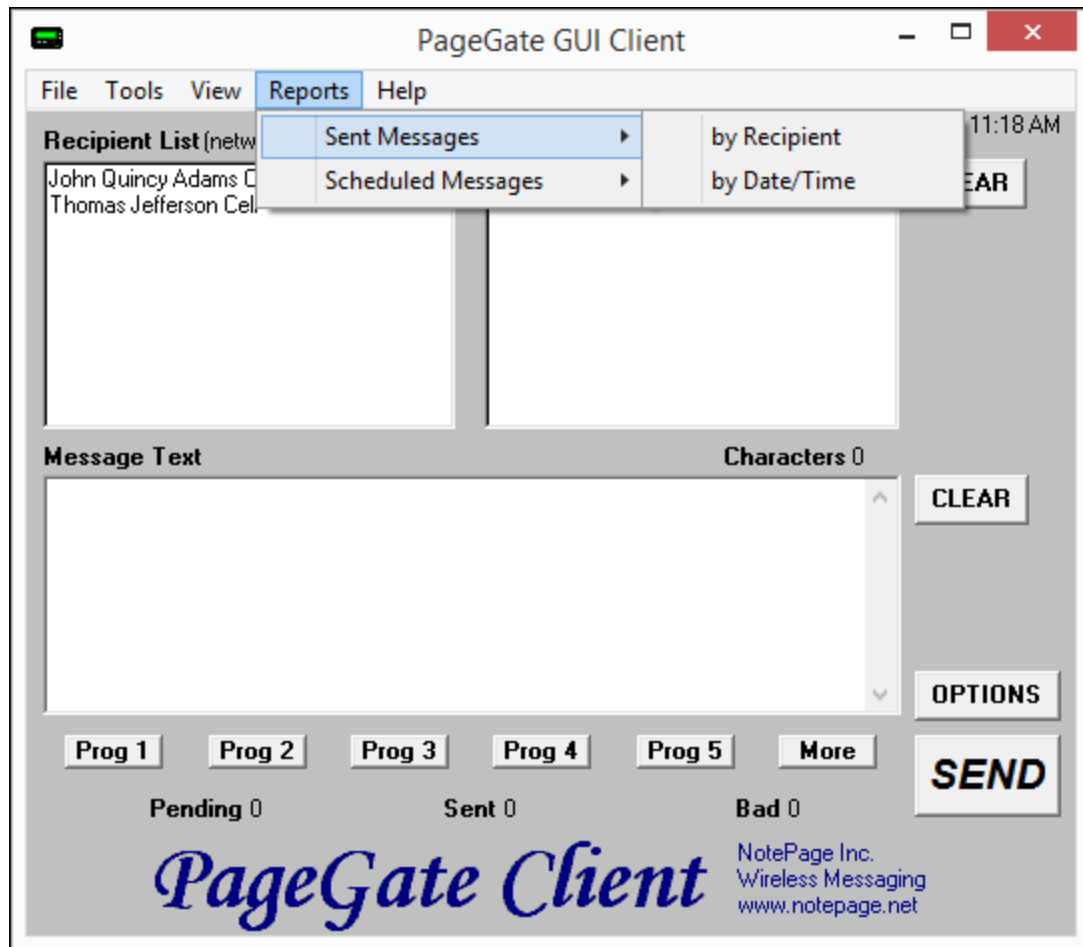 PageGate GUI Client
File Tools View Reports Help
Sent Messages
Scheduled Messages
by Recipient
by Date/Time
11:18 AM
Recipient List
John Quincy Adams
Thomas Jefferson
Message Text
Characters 0
CLEAR
OPTIONS
Prog 1 Prog 2 Prog 3 Prog 4 Prog 5 More
SEND
Pending 0 Sent 0 Bad 0
PageGate Client
NotePage Inc.
Wireless Messaging
www.notepage.net